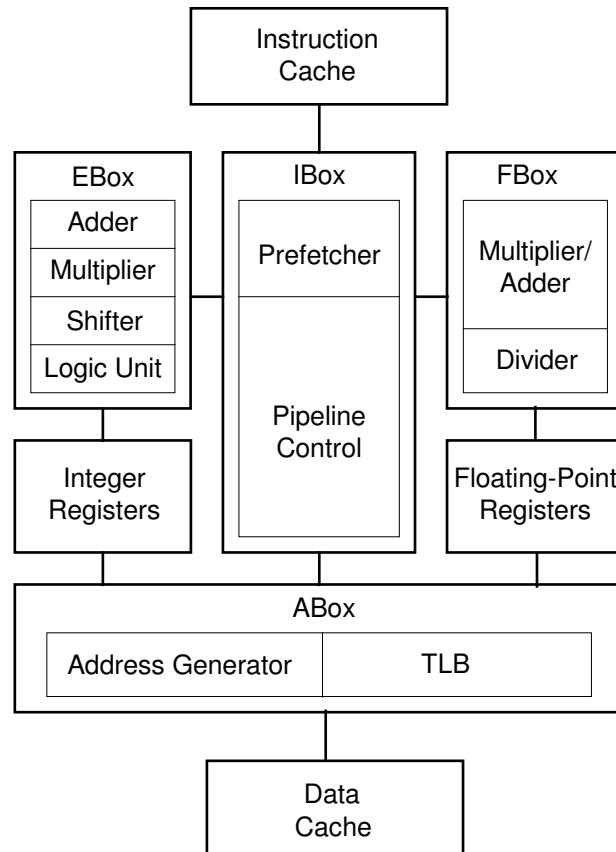 Instruction
Cache
EBox
Adder
Multiplier
Shifter
Logic Unit
IBox
Prefetcher
Pipeline
Control
FBox
Multiplier/
Adder
Divider
Integer
Registers
Floating-Point
Registers
ABox
Address Generator
TLB
Data
Cache